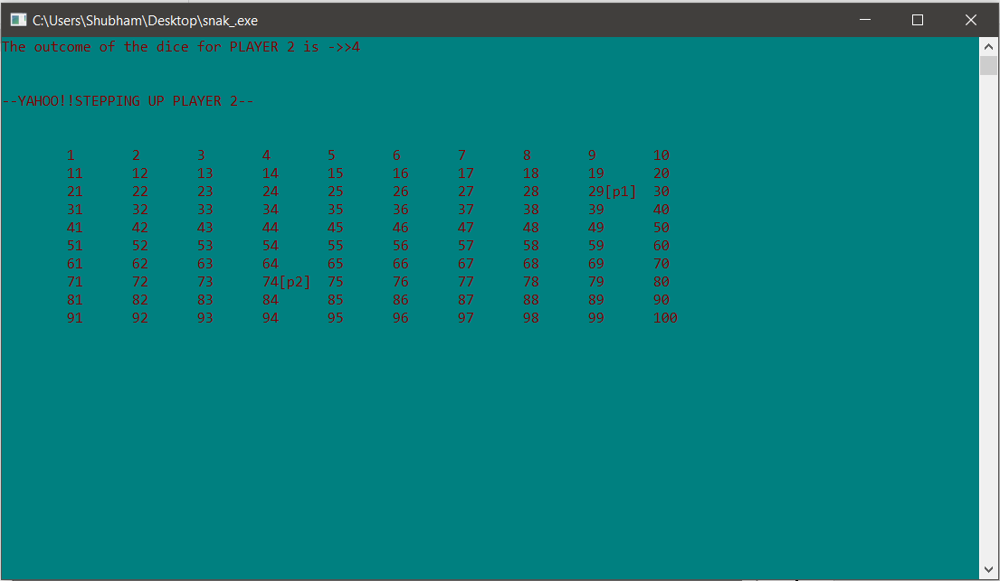 C:\Users\Shubham\Desktop\snak_.exe
The outcome of the dice for PLAYER 2 is ->>4
--YAHOO!!STEPPING UP PLAYER 2--
1 2 3 4 5 6 7 8 9 10
11 12 13 14 15 16 17 18 19 20
21 22 23 24 25 26 27 28 29[p1] 30
31 32 33 34 35 36 37 38 39 40
41 42 43 44 45 46 47 48 49 50
51 52 53 54 55 56 57 58 59 60
61 62 63 64 65 66 67 68 69 70
71 72 73 74[p2] 75 76 77 78 79 80
81 82 83 84 85 86 87 88 89 90
91 92 93 94 95 96 97 98 99 100